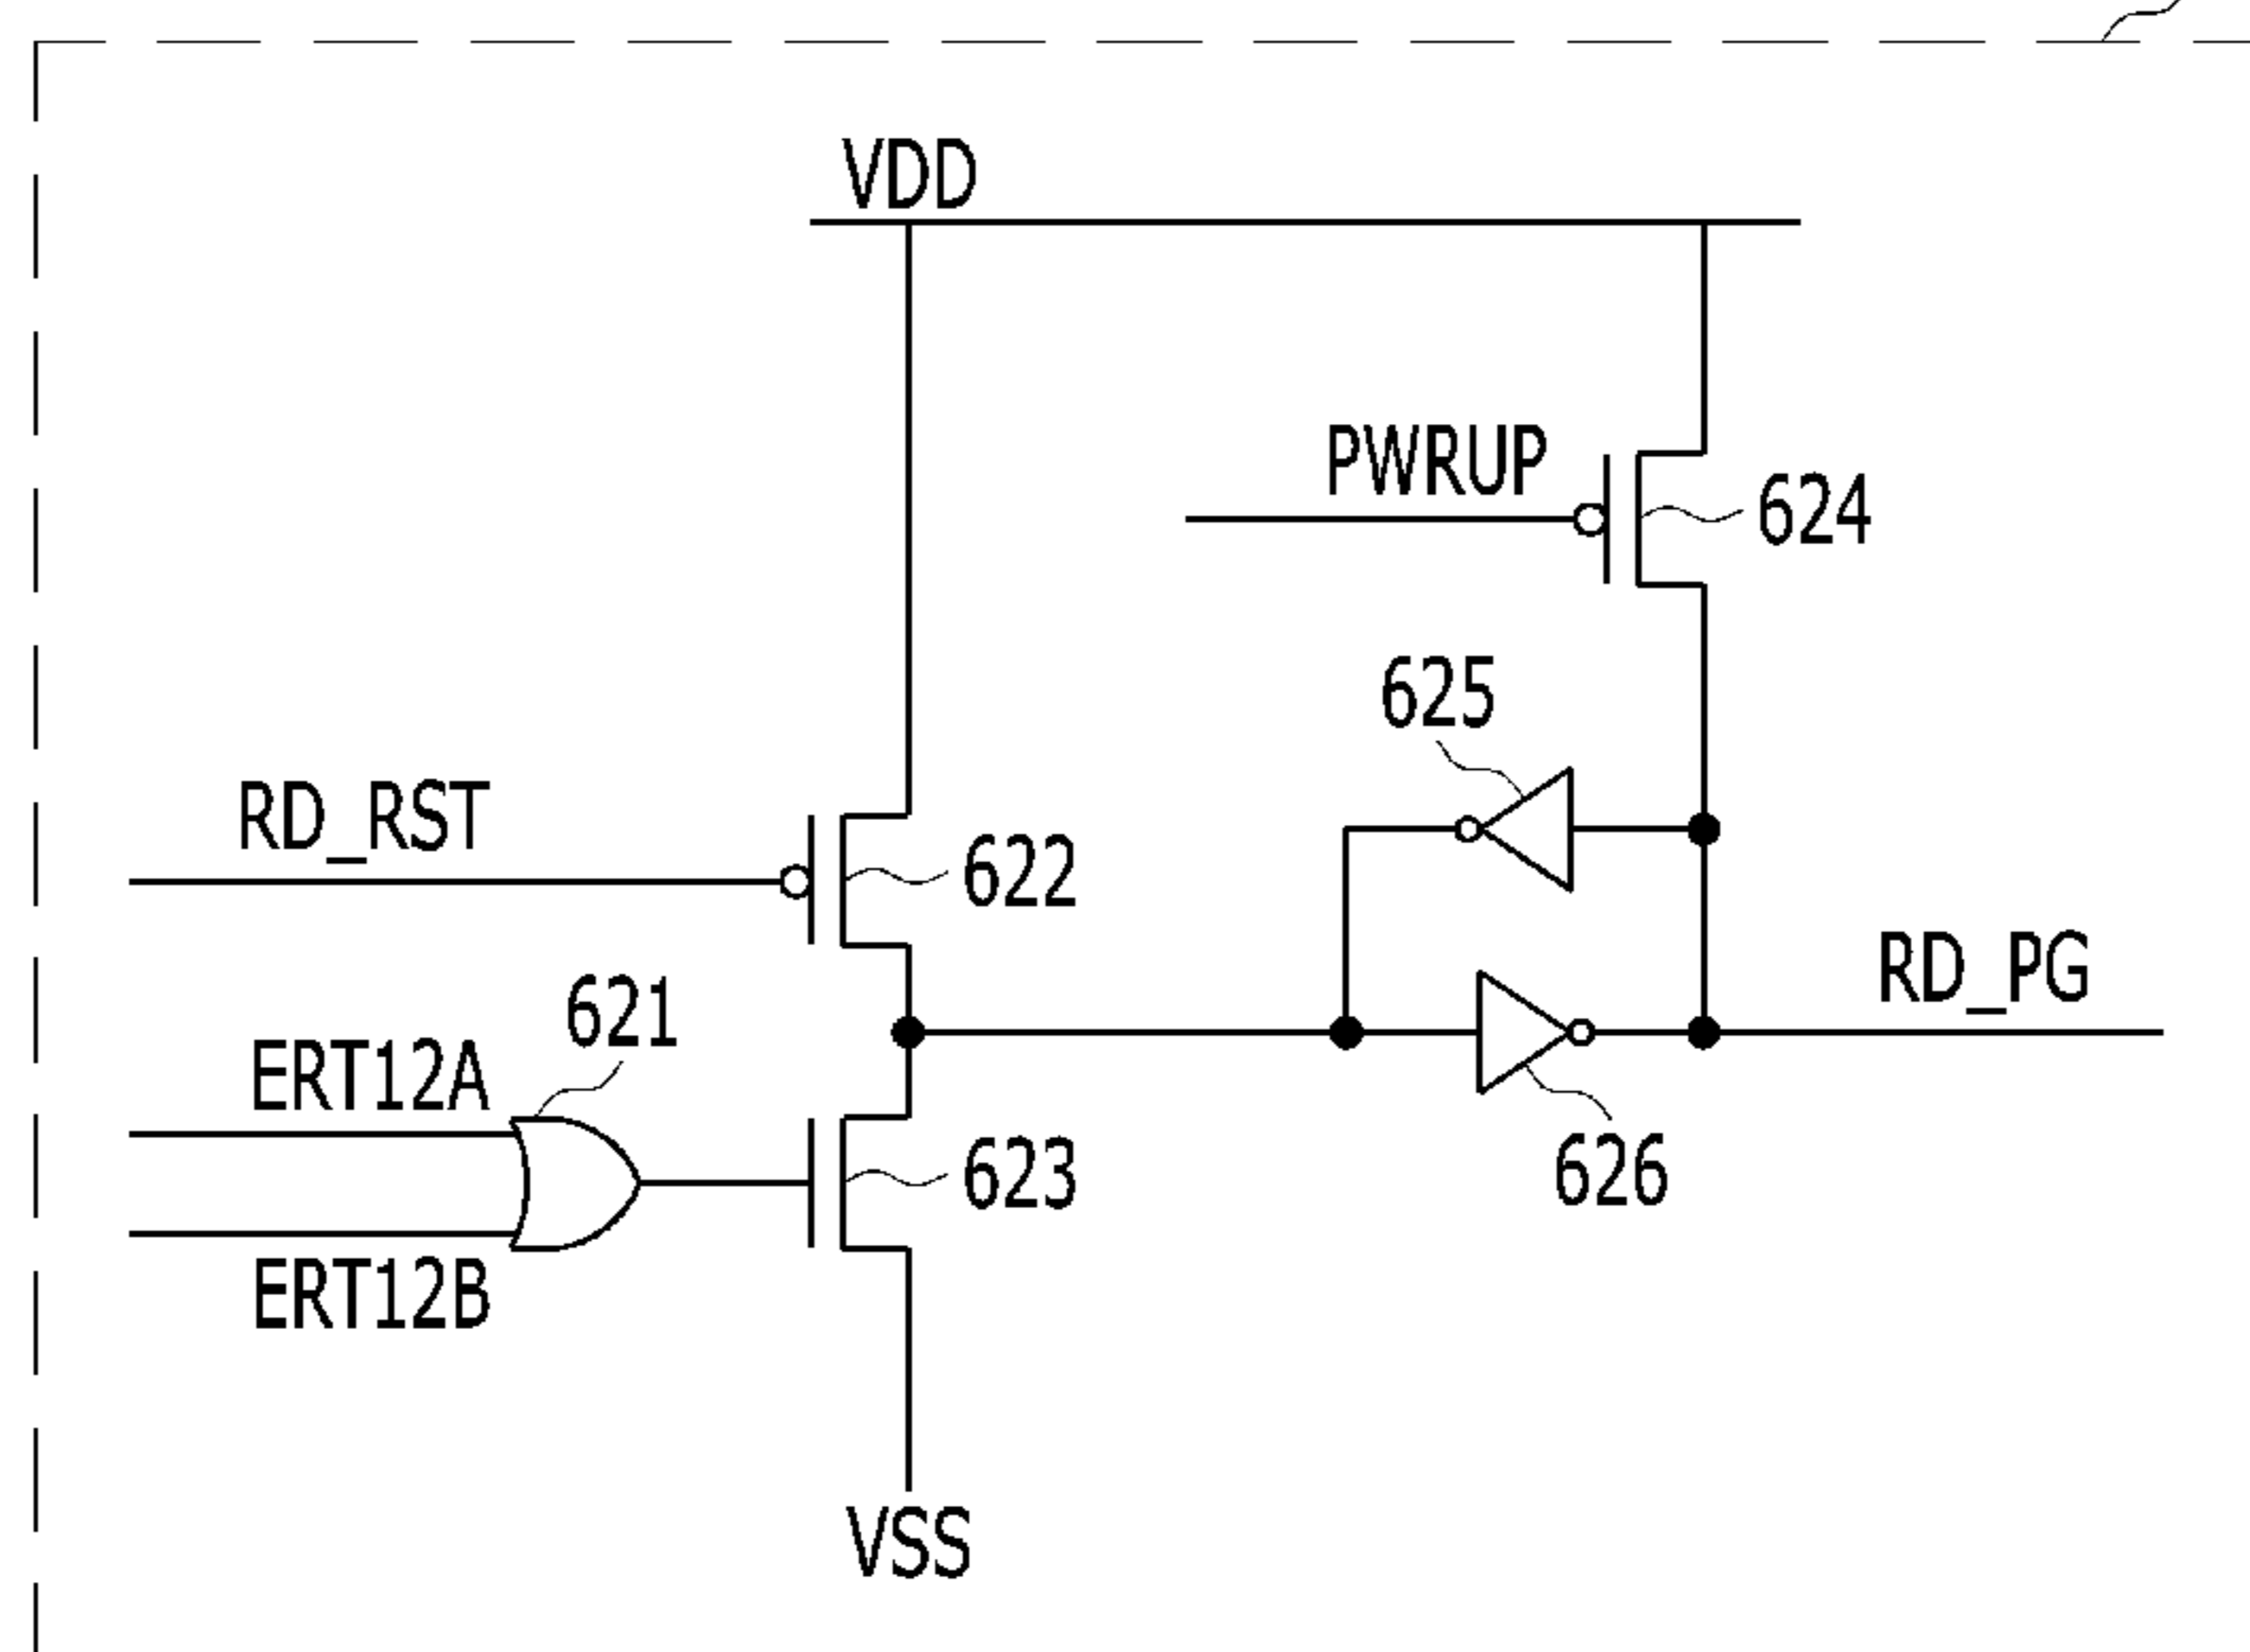 VDD
PWRUP
624
625
RD_RST
622
RD_PG
621
ERT12A
623
626
ERT12B
VSS